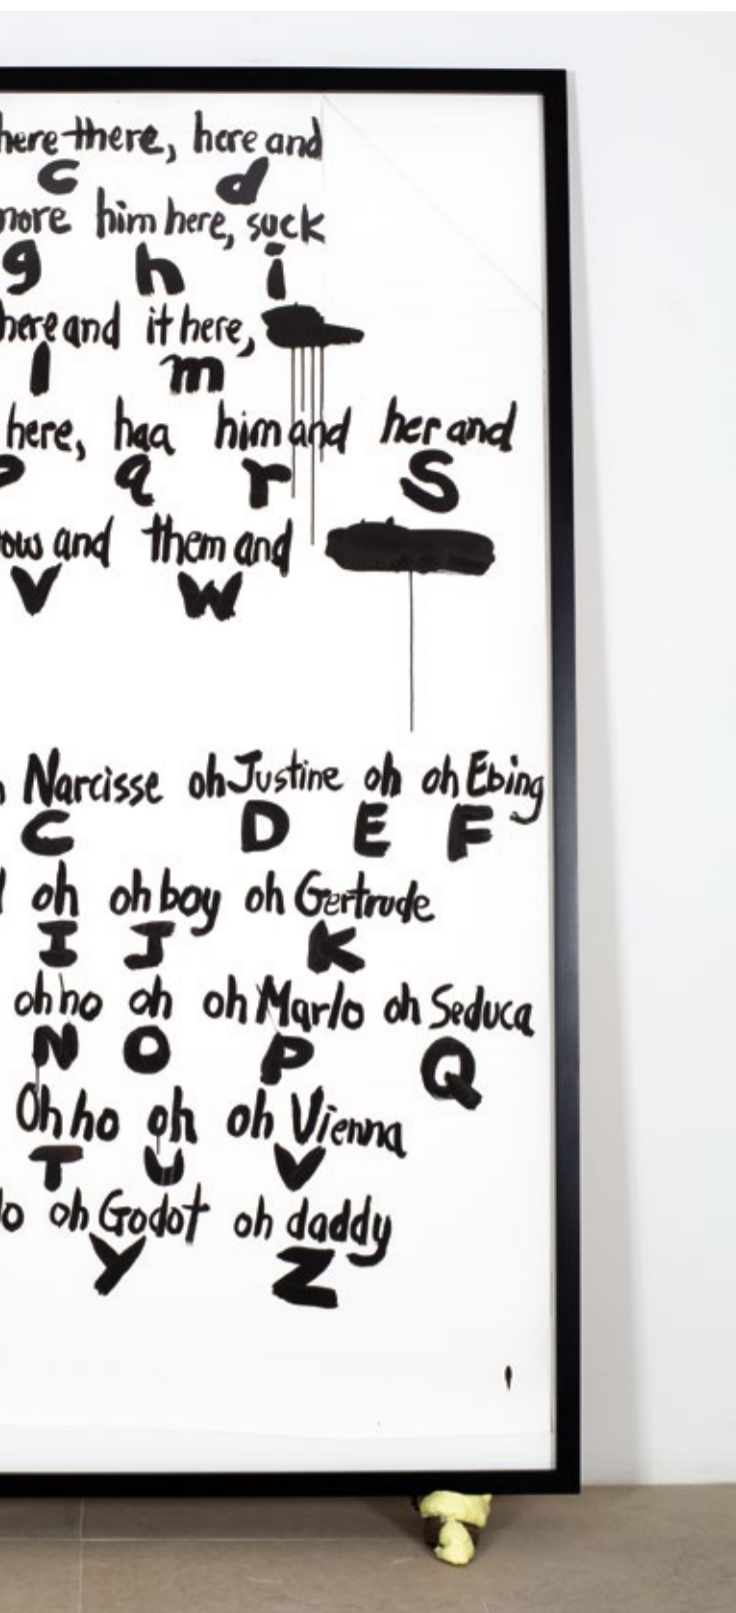 here there, here and
c d
more him here, suck
g h i
here and it here,
l m
here, haa him and her and
q r S
and them and
V W
Narcisse oh Justine oh oh Ebing
C D E F
oh oh boy oh Gertrude
I J K
oh ho oh oh Marlo oh Seduca
N O P Q
Oh ho oh oh Vienna
T U V
oh Godot oh daddy
Y Z